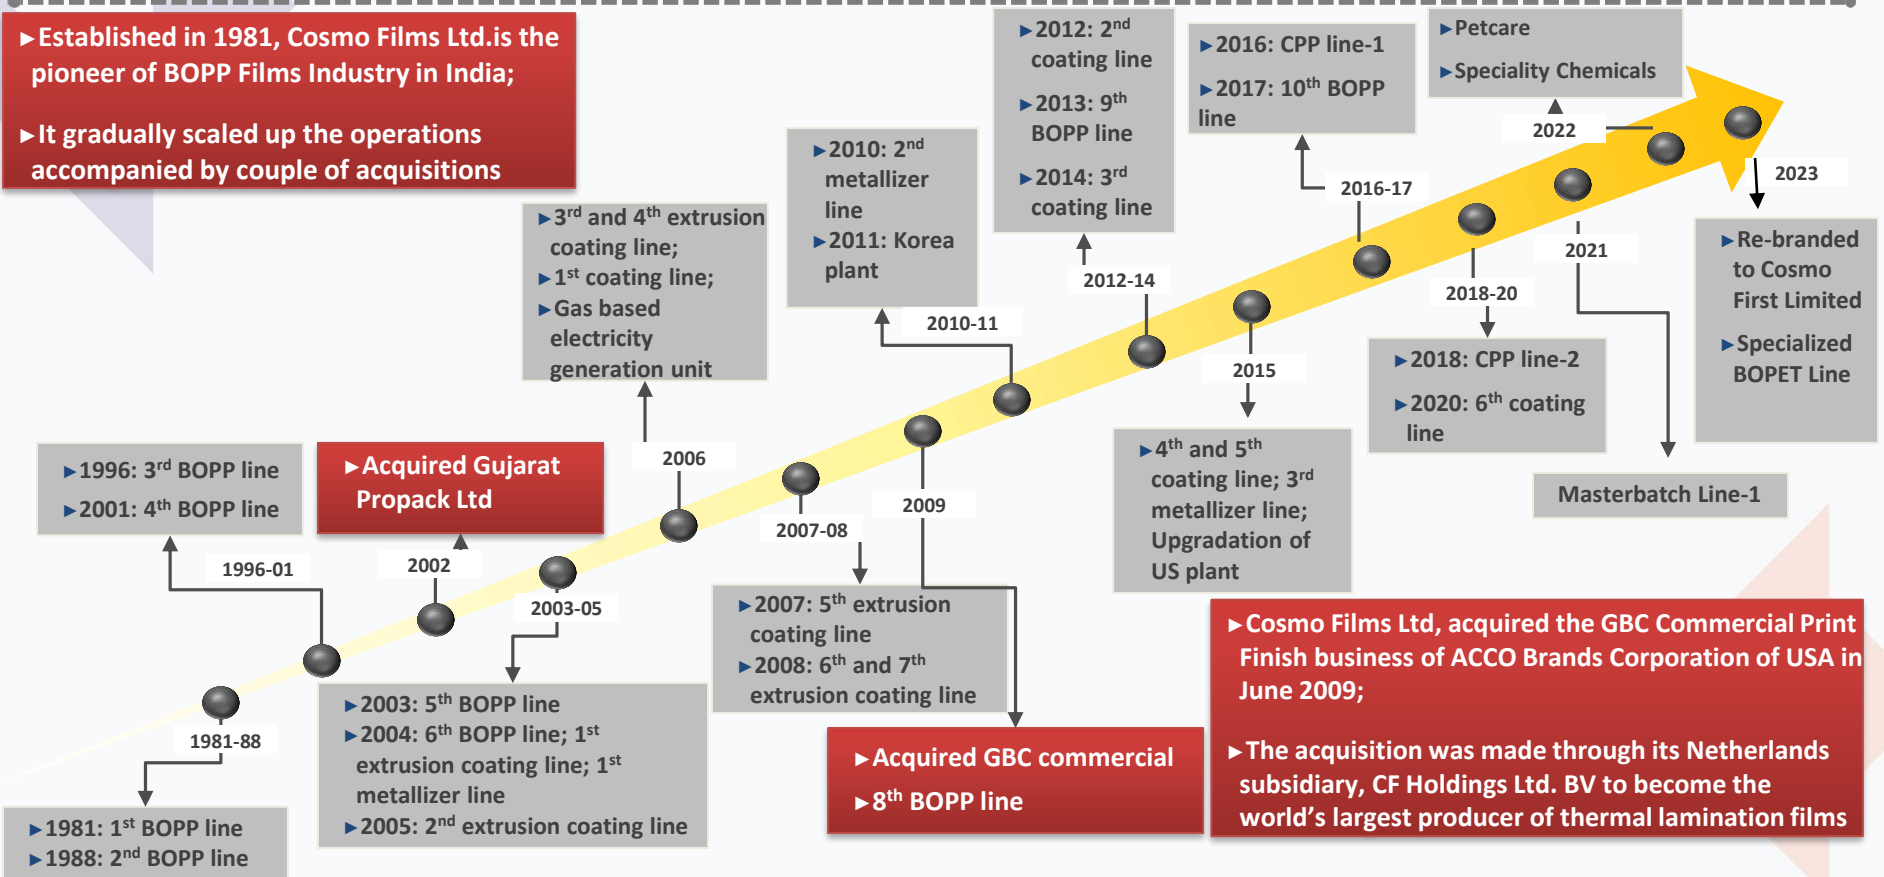 ►Established in 1981, Cosmo Films Ltd.is the
pioneer of BOPP Films Industry in India;
►It gradually scaled up the operations
accompanied by couple of acquisitions
►1996: 3rd BOPP line
►2001: 4th BOPP line
1996-01
►Acquired Gujarat
Propack Ltd
2002
►3rd and 4th extrusion
coating line;
►1st coating line;
►Gas based
electricity
generation unit
2006
►2010: 2nd
metallizer
line
►2011: Korea
plant
2010-11
►2012: 2nd
coating line
►2013: 9th
BOPP line
►2014: 3rd
coating line
2012-14
►2016: CPP line-1
►2017: 10th BOPP
line
2016-17
►Petcare
►Speciality Chemicals
2022
2023
►Re-branded
to Cosmo
First Limited
►Specialized
BOPET Line
2021
Masterbatch Line-1
2018-20
►2018: CPP line-2
►2020: 6th coating
line
2015
►4th and 5th
coating line; 3rd
metallizer line;
Upgradation of
US plant
2009
►Acquired GBC commercial
►8th BOPP line
2007-08
►2007: 5th extrusion
coating line
►2008: 6th and 7th
extrusion coating line
2003-05
►2003: 5th BOPP line
►2004: 6th BOPP line; 1st
extrusion coating line; 1st
metallizer line
►2005: 2nd extrusion coating line
1981-88
►1981: 1st BOPP line
►1988: 2nd BOPP line
►Cosmo Films Ltd, acquired the GBC Commercial Print
Finish business of ACCO Brands Corporation of USA in
June 2009;
►The acquisition was made through its Netherlands
subsidiary, CF Holdings Ltd. BV to become the
world's largest producer of thermal lamination films